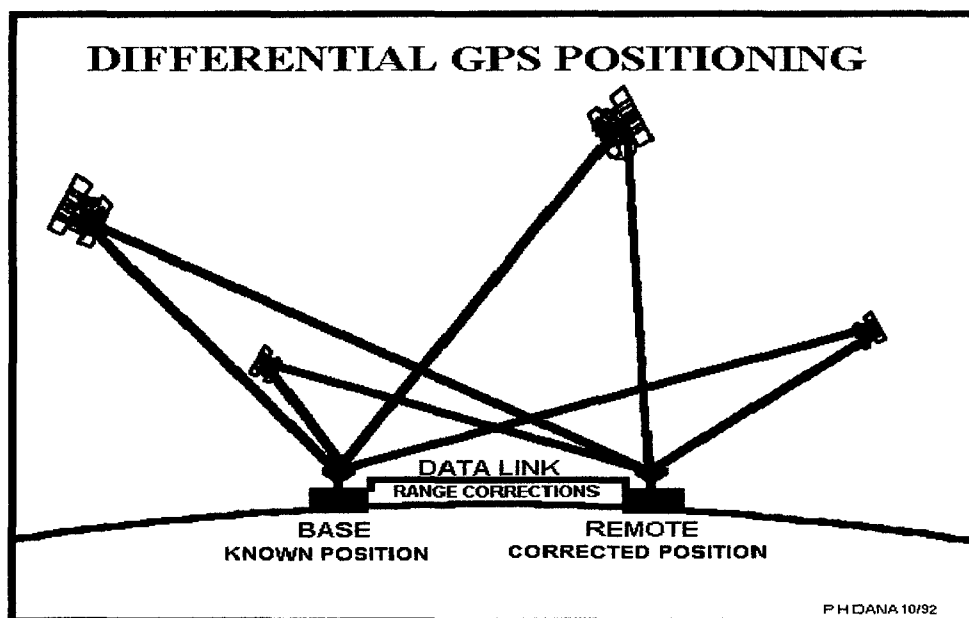 DIFFERENTIAL GPS POSITIONING
DATA LINK
RANGE CORRECTIONS
BASE
REMOTE
KNOWN POSITION
CORRECTED POSITION
P H DANA 10/92